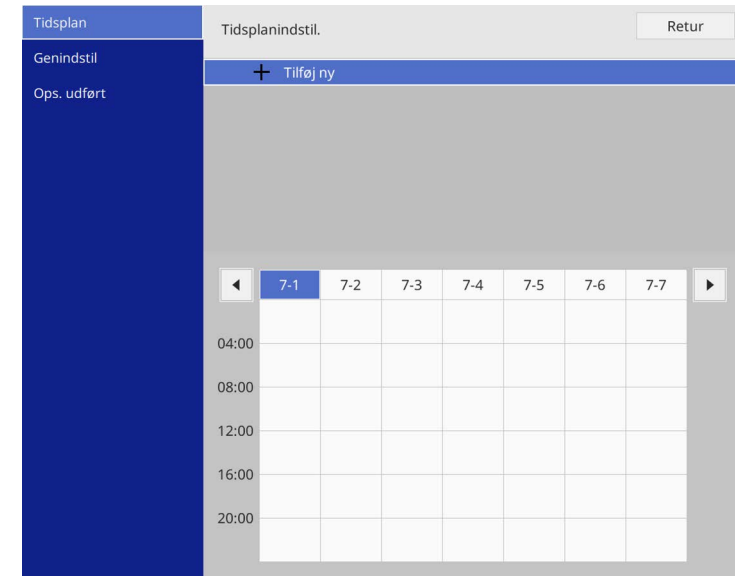 Tidsplan
Genindstil
Ops. udført
Tidsplanindstil.
Retur
Tilføj ny
7-1 7-2 7-3 7-4 7-5 7-6 7-7
04:00
08:00
12:00
16:00
20:00